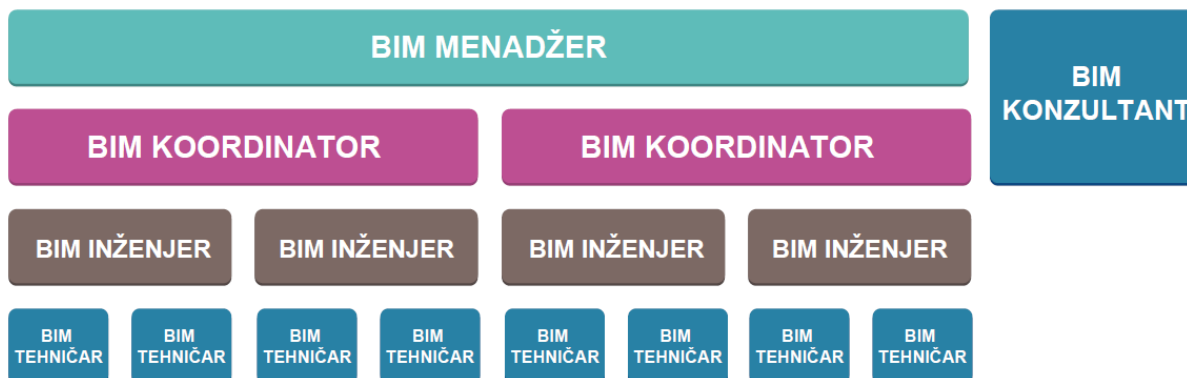 BIM MENADŽER
BIM
KONZULTANT
BIM KOORDINATOR
BIM KOORDINATOR
BIM INŽENJER
BIM INŽENJER
BIM INŽENJER
BIM INŽENJER
BIM
TEHNIČAR
BIM
TEHNIČAR
BIM
TEHNIČAR
BIM
TEHNIČAR
BIM
TEHNIČAR
BIM
TEHNIČAR
BIM
TEHNIČAR
BIM
TEHNIČAR